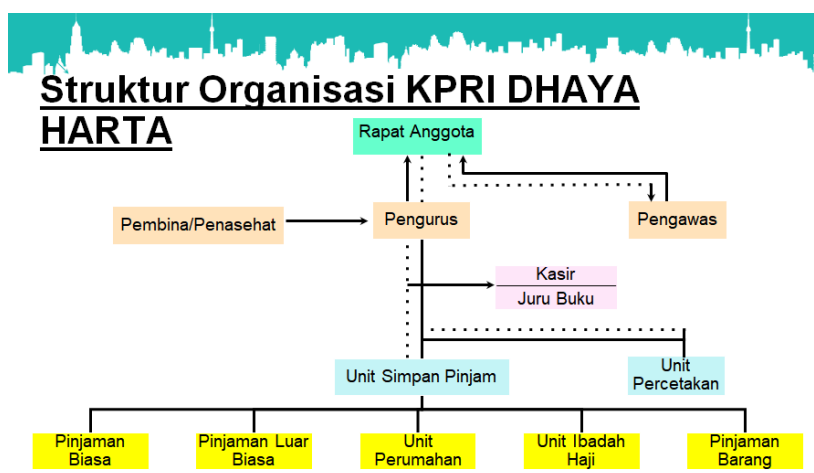 Struktur Organisasi KPRI DHAYA
HARTA
Rapat Anggota
Pembina/Penasehat
Pengurus
Pengawas
Kasir
Juru Buku
Unit Simpan Pinjam
Unit
Percetakan
Pinjaman
Biasa
Pinjaman Luar
Biasa
Unit
Perumahan
Unit Ibadah
Haji
Pinjaman
Barang